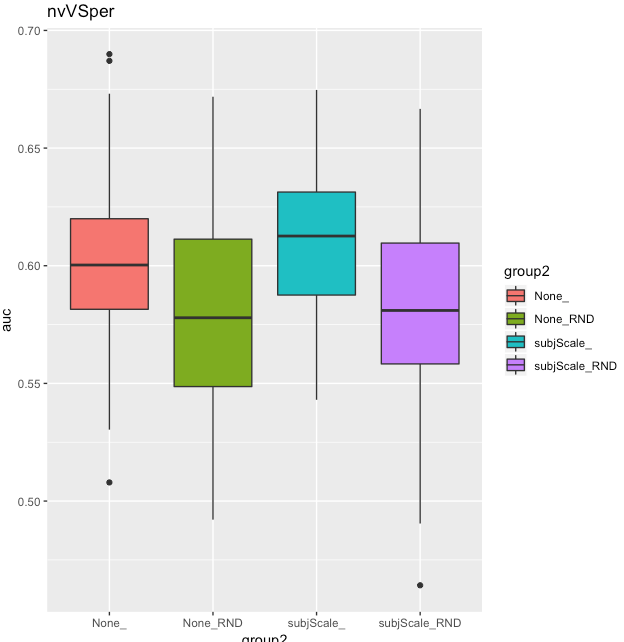 nvVSper
0.70
0.65
0.60
0.55
0.50
auc
None_
None_RND
subjScale_
subjScale_RND
group2
group2
None_
None_RND
subjScale_
subjScale_RND